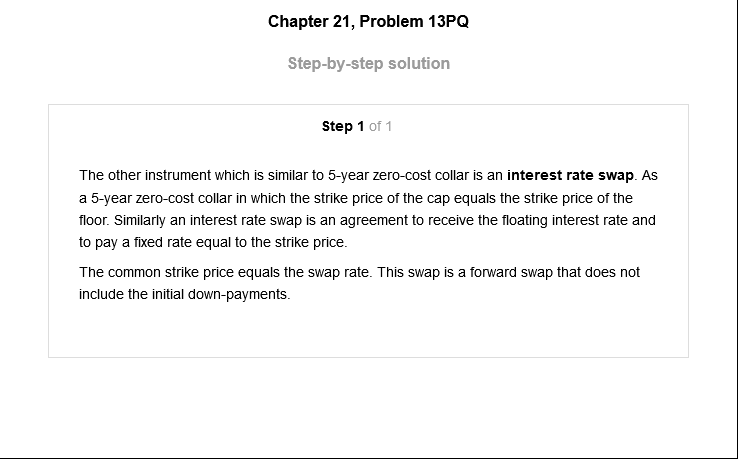 Chapter 21, Problem 13PQ
Step-by-step solution
Step 1 of 1
The other instrument which is similar to 5-year zero-cost collar is an interest rate swap. As
a 5-year zero-cost collar in which the strike price of the cap equals the strike price of the
floor. Similarly an interest rate swap is an agreement to receive the floating interest rate and
to pay a fixed rate equal to the strike price.
The common strike price equals the swap rate. This swap is a forward swap that does not
include the initial down-payments.